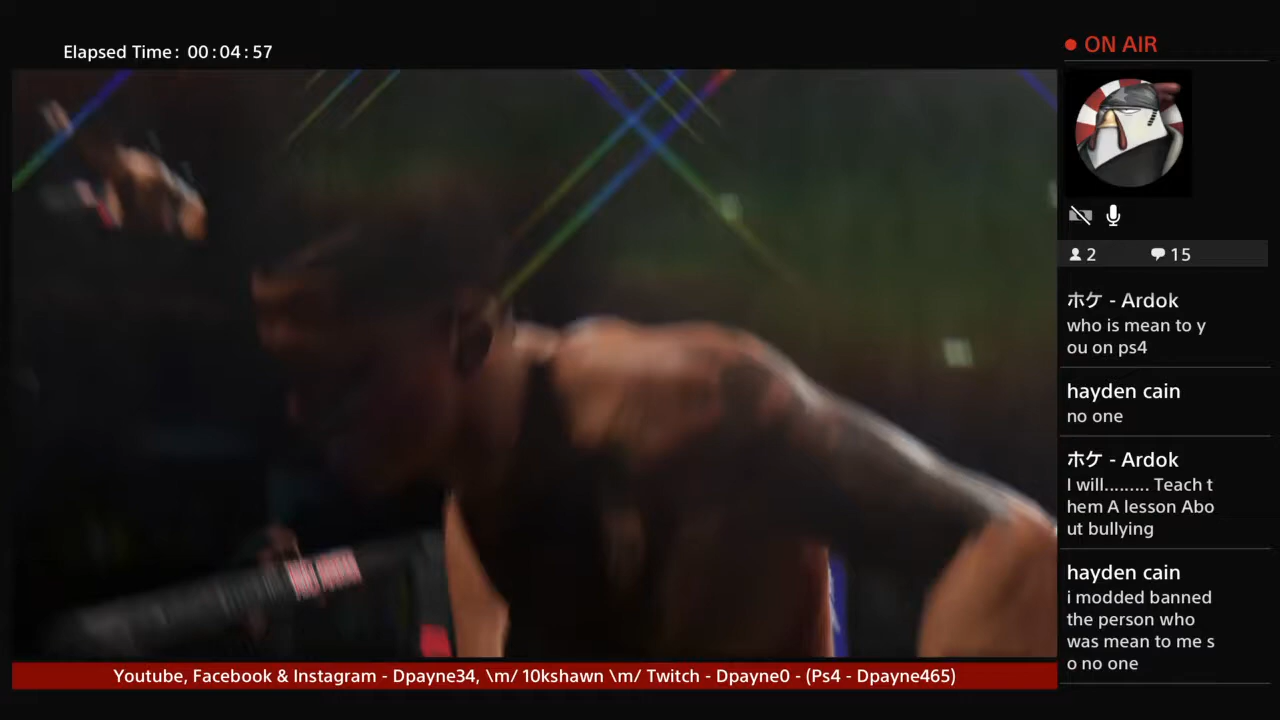 Elapsed Time: 00:04:57
ON AIR
2 15
ホケ - Ardok
who is mean to y
ou on ps4
hayden cain
no one
ホケ - Ardok
I will......... Teach t
hem A lesson Abo
ut bullying
hayden cain
i modded banned
the person who
was mean to me s
o no one
Youtube, Facebook & Instagram - Dpayne34, \m/ 10kshawn \m/ Twitch - Dpayne0 - (Ps4 - Dpayne465)